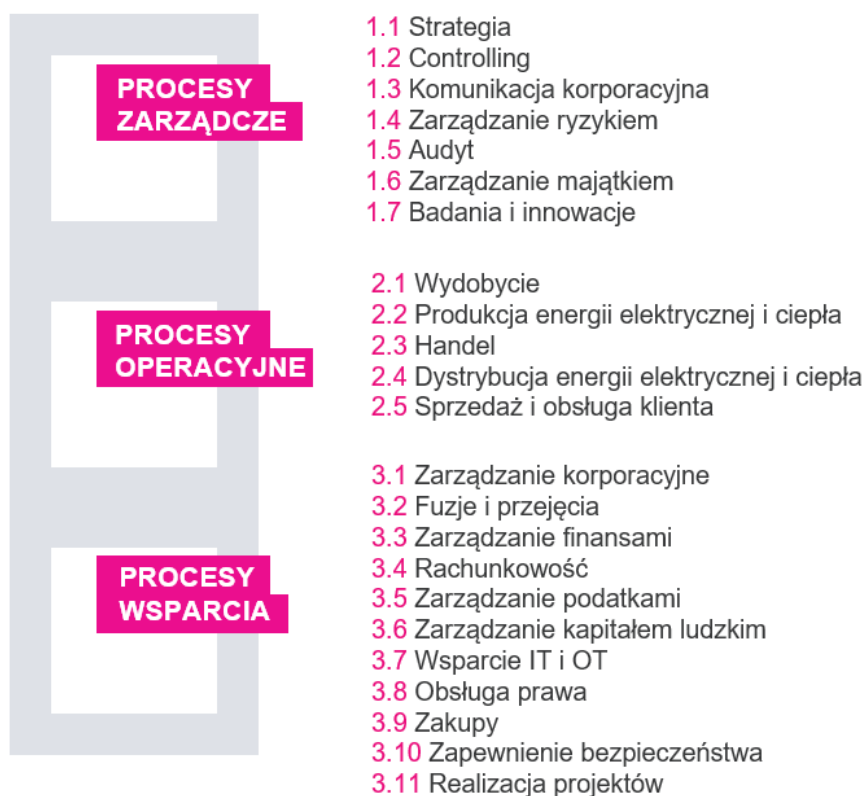 PROCESY
ZARZĄDCZE
1.1 Strategia
1.2 Controlling
1.3 Komunikacja korporacyjna
1.4 Zarządzanie ryzykiem
1.5 Audyt
1.6 Zarządzanie majątkiem
1.7 Badania i innowacje
PROCESY
OPERACYJNE
2.1 Wydobycie
2.2 Produkcja energii elektrycznej i ciepła
2.3 Handel
2.4 Dystrybucja energii elektrycznej i ciepła
2.5 Sprzedaż i obsługa klienta
PROCESY
WSPARCIA
3.1 Zarządzanie korporacyjne
3.2 Fuzje i przejęcia
3.3 Zarządzanie finansami
3.4 Rachunkowość
3.5 Zarządzanie podatkami
3.6 Zarządzanie kapitałem ludzkim
3.7 Wsparcie IT i OT
3.8 Obsługa prawa
3.9 Zakupy
3.10 Zapewnienie bezpieczeństwa
3.11 Realizacja projektów